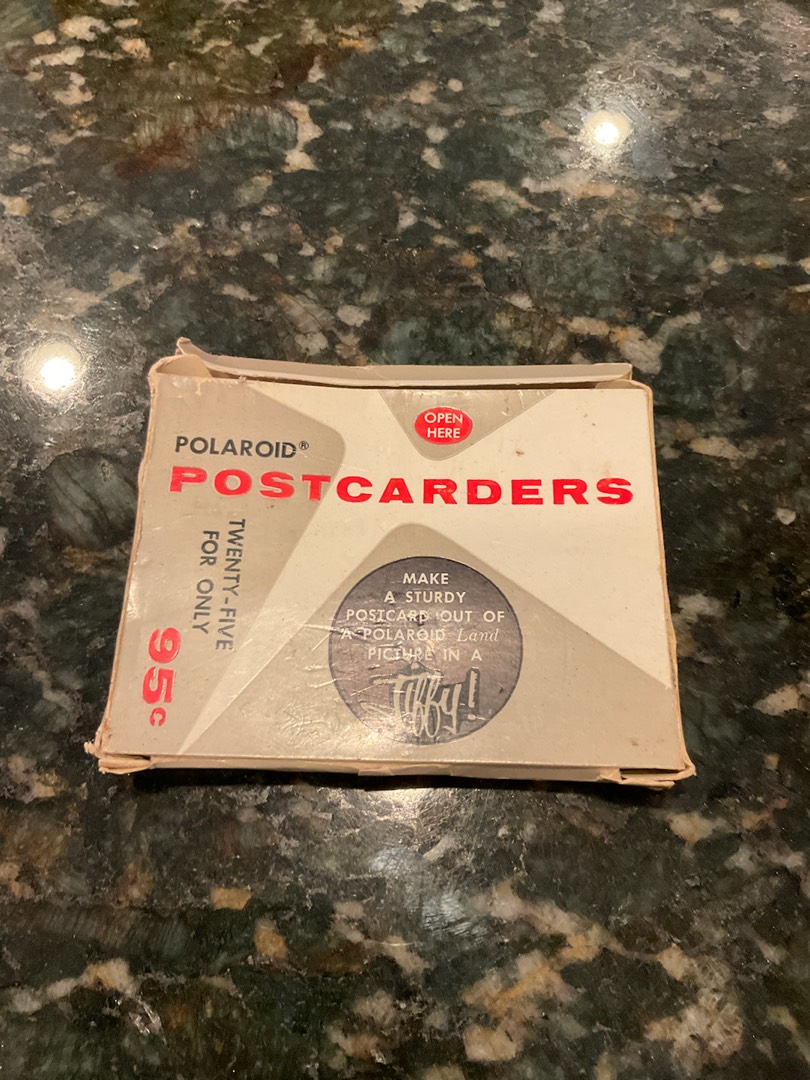 OPEN
HERE
POLAROID®
POSTCARDERS
TWENTY-FIVE
FOR ONLY
95c
MAKE
A STURDY
POSTCARD OUT OF
A POLAROID Land
PICTURE IN A
Jiffy!